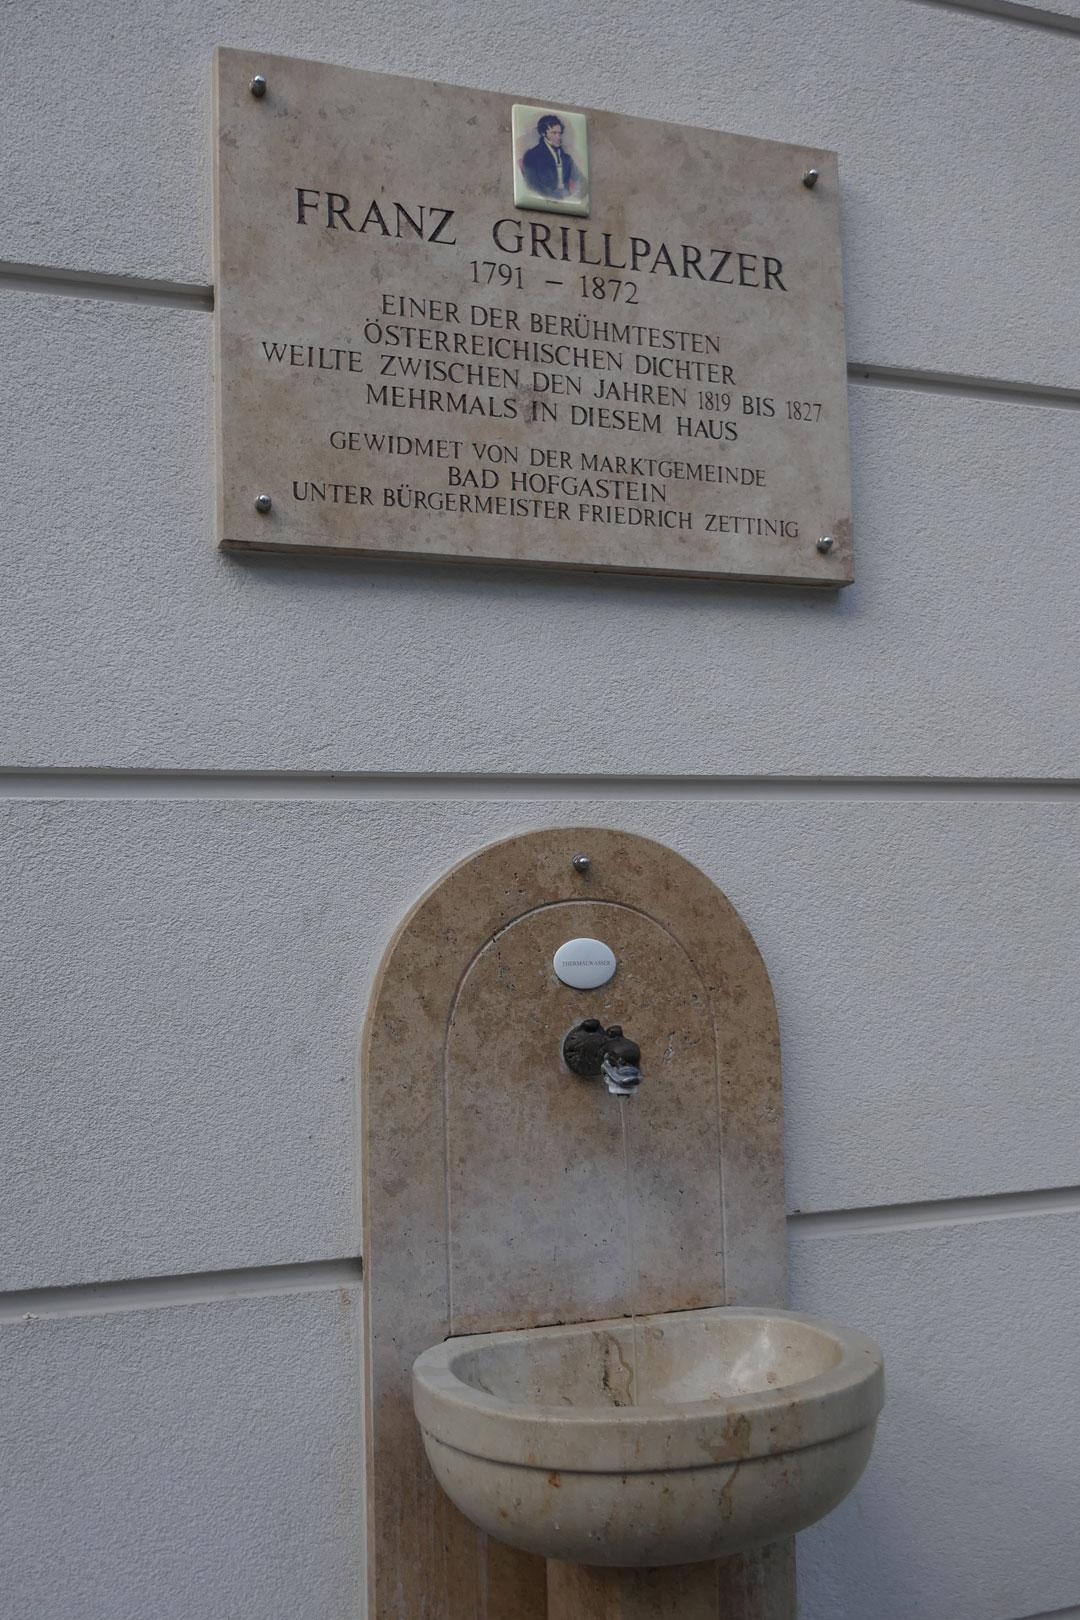 FRANZ GRILLPARZER
1791 – 1872
EINER DER BERÜHMTESTEN
ÖSTERREICHISCHEN DICHTER
WEILTE ZWISCHEN DEN JAHREN 1819 BIS 1827
MEHRMALS IN DIESEM HAUS
GEWIDMET VON DER MARKTGEMEINDE
BAD HOFGASTEIN
UNTER BÜRGERMEISTER FRIEDRICH ZETTINIG
THERMALWASSER